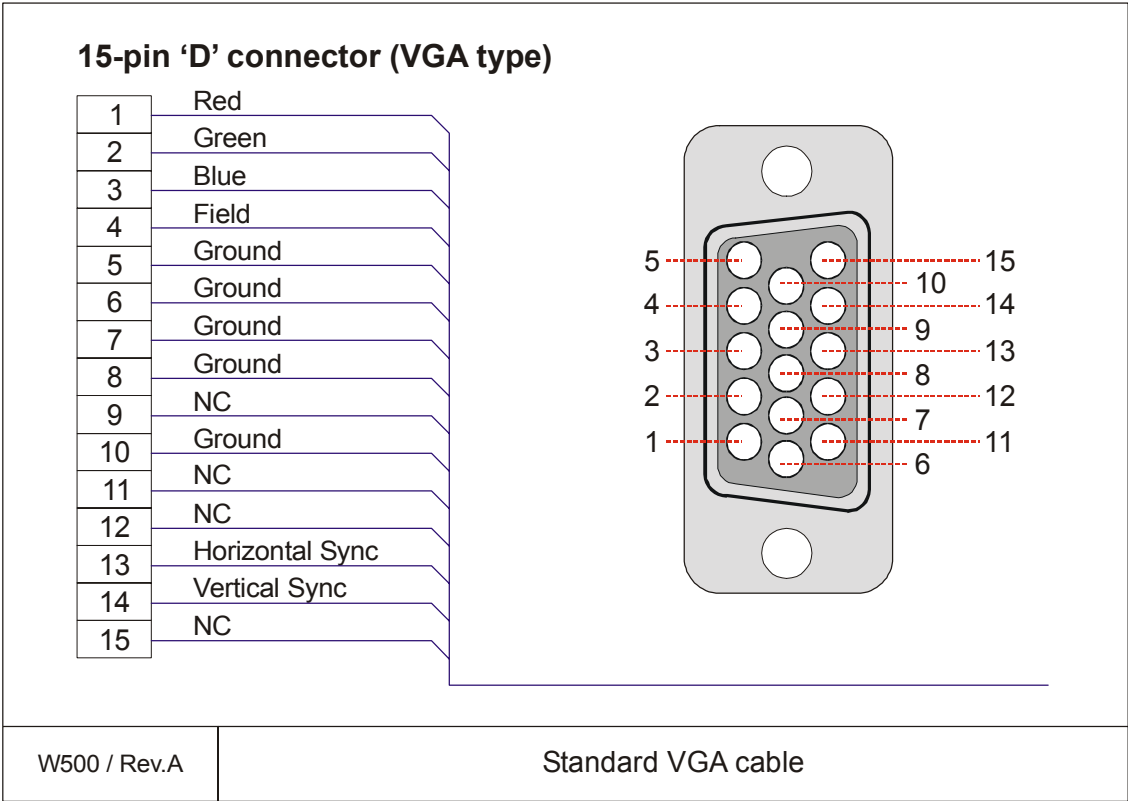 15-pin ‘D’ connector (VGA type)
1 Red
2 Green
3 Blue
4 Field
5 Ground
6 Ground
7 Ground
8 Ground
9 NC
10 Ground
11 NC
12 NC
13 Horizontal Sync
14 Vertical Sync
15 NC
5 15
10
4 14
9
3 13
8
2 12
7
1 11
6
W500 / Rev.A
Standard VGA cable